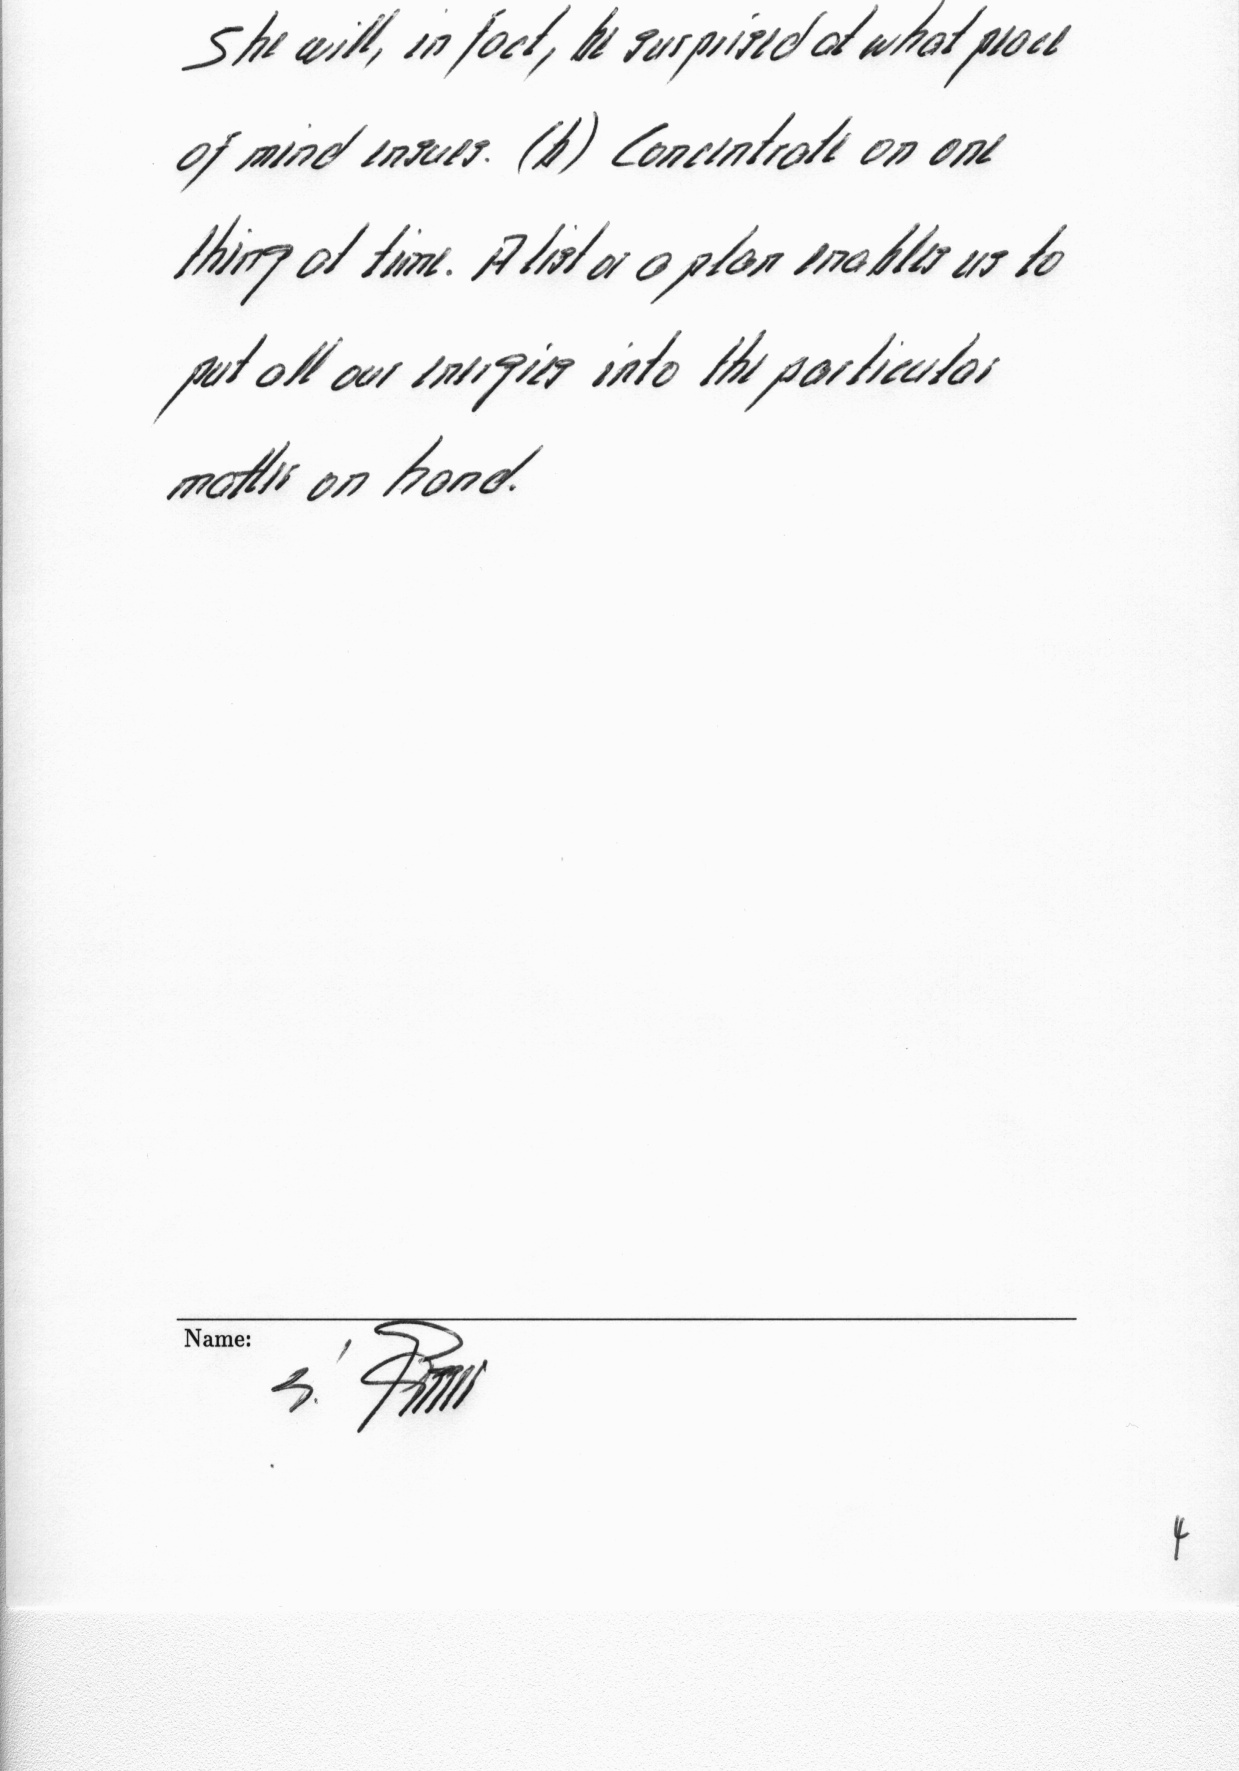 She will, in fact, be surprised at what peace
of mind ensues. (h) Concentrate on one
thing at time. A list or a plan enables us to
put all our energies into the particular
matter on hand.
Name:
4